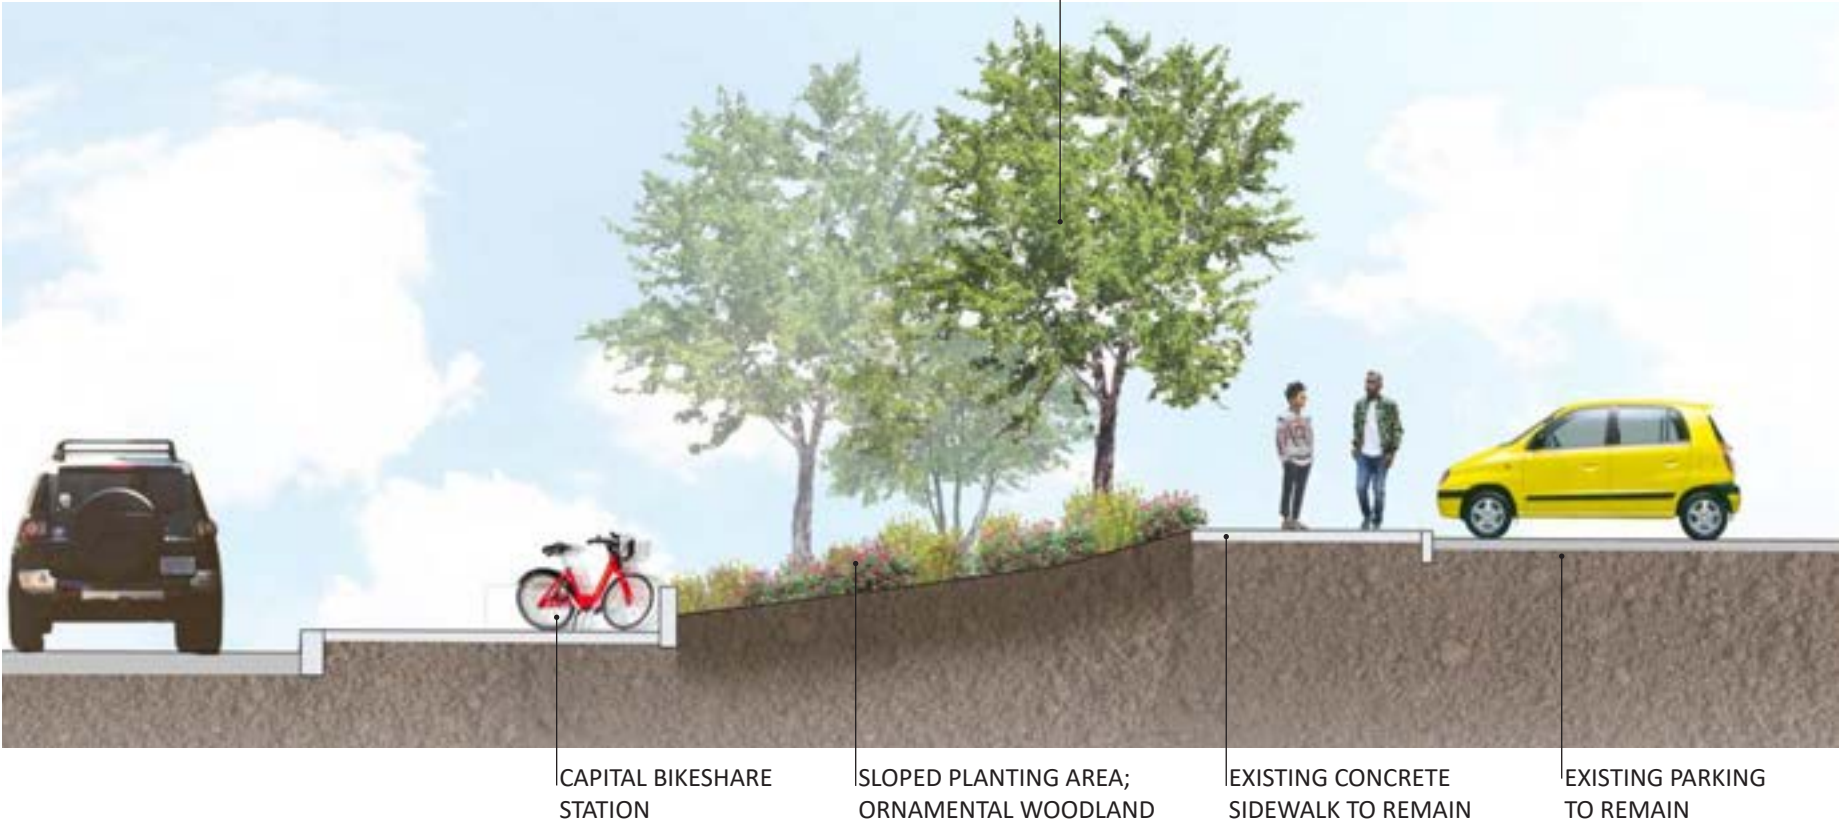 CAPITAL BIKESHARE
STATION
SLOPED PLANTING AREA;
ORNAMENTAL WOODLAND
EXISTING CONCRETE
SIDEWALK TO REMAIN
EXISTING PARKING
TO REMAIN